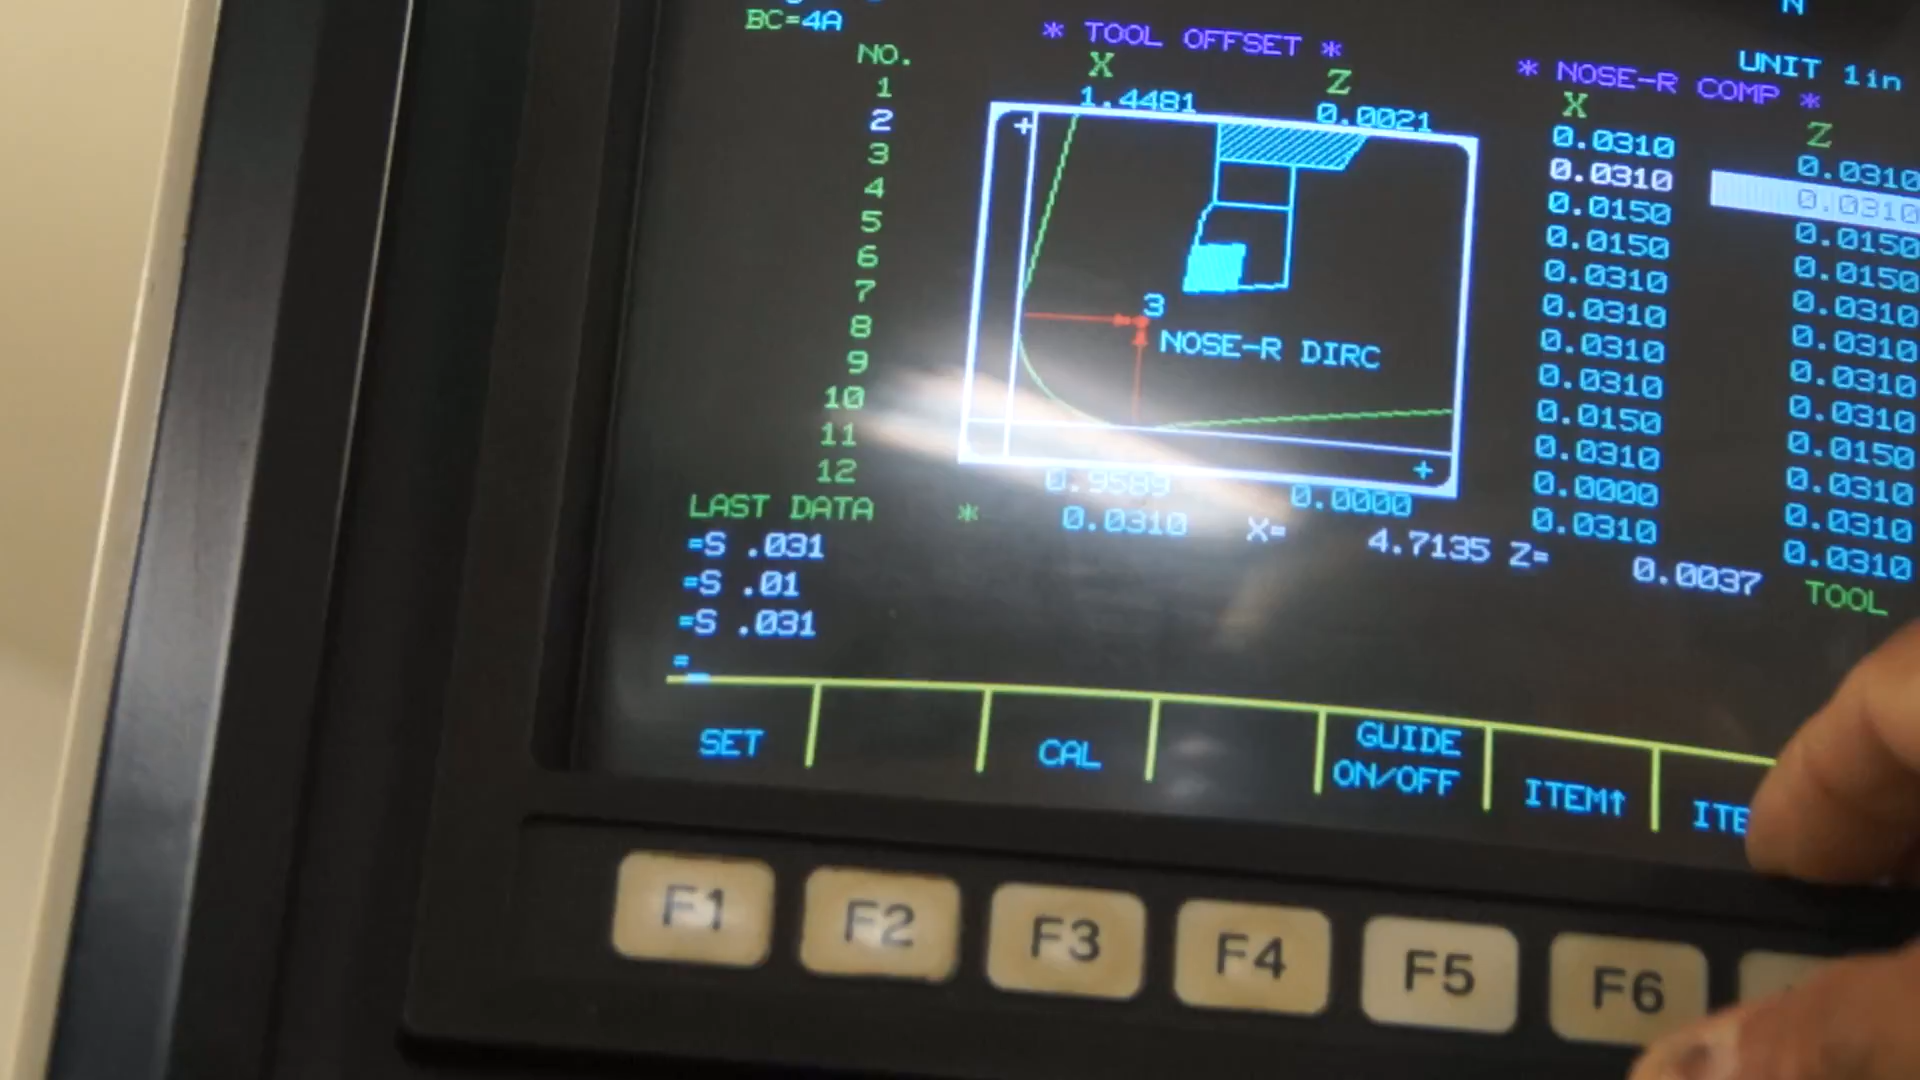 N
BC=4A
* TOOL OFFSET *
UNIT 1in
* NOSE-R COMP *
NO. X Z X Z
1 1.4481 0.0021 0.0310 0.0310
2 0.0310 0.0310
3 0.0150 0.0150
4 0.0150 0.0150
5 0.0310 0.0310
6 0.0310 0.0310
7 0.0310 0.0310
8 0.0310 0.0310
9 0.0150 0.0150
10 0.0310 0.0310
11 0.0000 0.0310
12 0.9589 0.0000 0.0310 0.0310
+
3
NOSE-R DIRC
+
LAST DATA * 0.0310 X= 4.7135 Z= 0.0037 TOOL
=S .031
=S .01
=S .031
=_
SET CAL GUIDE ON/OFF ITEM↑ ITE
F1 F2 F3 F4 F5 F6